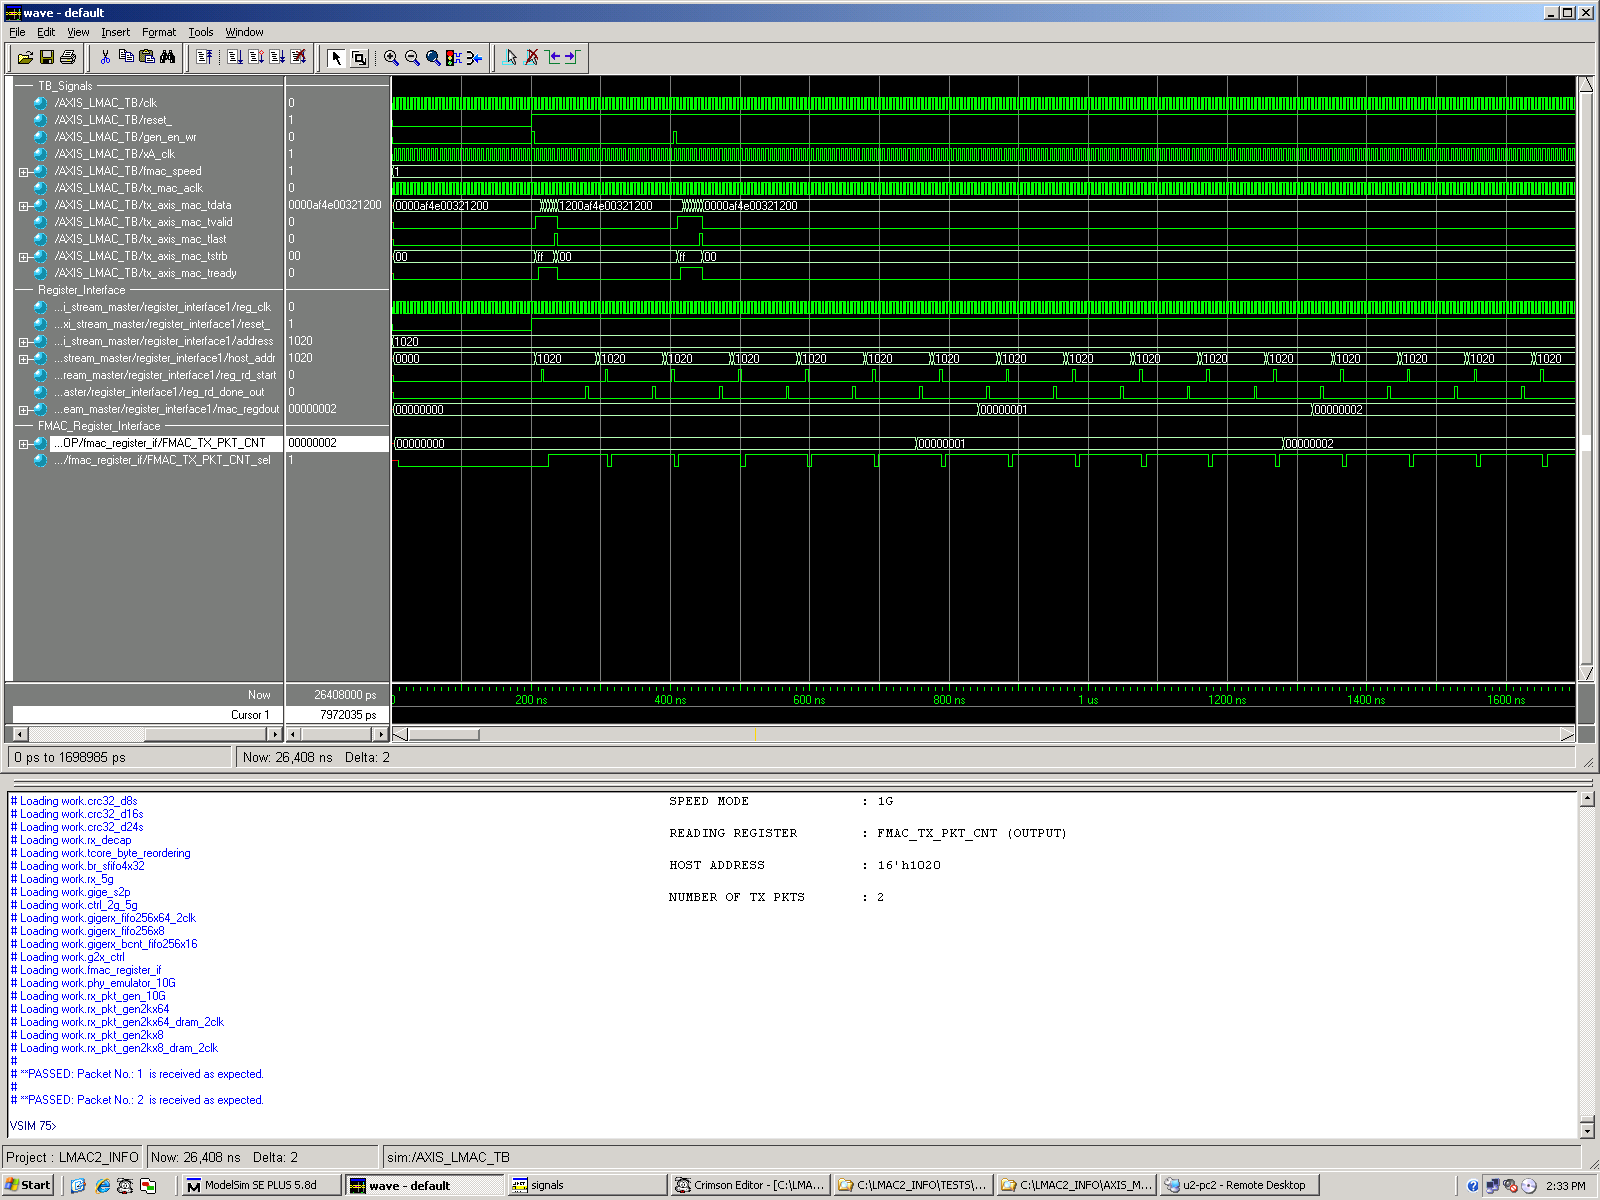 wave - default
File Edit View Insert Format Tools Window
TB_Signals
/AXIS_LMAC_TB/clk 0
/AXIS_LMAC_TB/reset_ 1
/AXIS_LMAC_TB/gen_en_wr 0
/AXIS_LMAC_TB/xA_clk 1
/AXIS_LMAC_TB/fmac_speed 1 1
/AXIS_LMAC_TB/tx_mac_aclk 0
/AXIS_LMAC_TB/tx_axis_mac_tdata 0000af4e00321200 0000af4e00321200 1200af4e00321200 0000af4e00321200
/AXIS_LMAC_TB/tx_axis_mac_tvalid 0
/AXIS_LMAC_TB/tx_axis_mac_tlast 0
/AXIS_LMAC_TB/tx_axis_mac_tstrb 00 00 ff 00 ff 00
/AXIS_LMAC_TB/tx_axis_mac_tready 0
Register_Interface
...i_stream_master/register_interface1/reg_clk 0
...xi_stream_master/register_interface1/reset_ 1
...i_stream_master/register_interface1/address 1020 1020
...stream_master/register_interface1/host_addr 1020 0000 1020 1020 1020 1020 1020 1020 1020 1020 1020 1020 1020 1020 1020 1020 1020 1020
...ream_master/register_interface1/reg_rd_start 0
...aster/register_interface1/reg_rd_done_out 0
...eam_master/register_interface1/mac_regdout 00000002 00000000 00000001 00000002
FMAC_Register_Interface
...OP/fmac_register_if/FMAC_TX_PKT_CNT 00000002 00000000 00000001 00000002
.../fmac_register_if/FMAC_TX_PKT_CNT_sel 1
Now 26408000 ps 0 200 ns 400 ns 600 ns 800 ns 1 us 1200 ns 1400 ns 1600 ns
Cursor 1 7972035 ps
0 ps to 1698985 ps Now: 26,408 ns Delta: 2
# Loading work.crc32_d8s
# Loading work.crc32_d16s
# Loading work.crc32_d24s
# Loading work.rx_decap
# Loading work.tcore_byte_reordering
# Loading work.br_sfifo4x32
# Loading work.rx_5g
# Loading work.gige_s2p
# Loading work.ctrl_2g_5g
# Loading work.gigerx_fifo256x64_2clk
# Loading work.gigerx_fifo256x8
# Loading work.gigerx_bcnt_fifo256x16
# Loading work.g2x_ctrl
# Loading work.fmac_register_if
# Loading work.phy_emulator_10G
# Loading work.rx_pkt_gen_10G
# Loading work.rx_pkt_gen2kx64
# Loading work.rx_pkt_gen2kx64_dram_2clk
# Loading work.rx_pkt_gen2kx8
# Loading work.rx_pkt_gen2kx8_dram_2clk
#
# **PASSED: Packet No.: 1 is received as expected.
#
# **PASSED: Packet No.: 2 is received as expected.
VSIM 75>
SPEED MODE : 1G
READING REGISTER : FMAC_TX_PKT_CNT (OUTPUT)
HOST ADDRESS : 16'h1020
NUMBER OF TX PKTS : 2
Project : LMAC2_INFO Now: 26,408 ns Delta: 2 sim:/AXIS_LMAC_TB
Start ModelSim SE PLUS 5.8d wave - default signals Crimson Editor - [C:\LMA... C:\LMAC2_INFO\TESTS\... C:\LMAC2_INFO\AXIS_M... u2-pc2 - Remote Desktop 2:33 PM